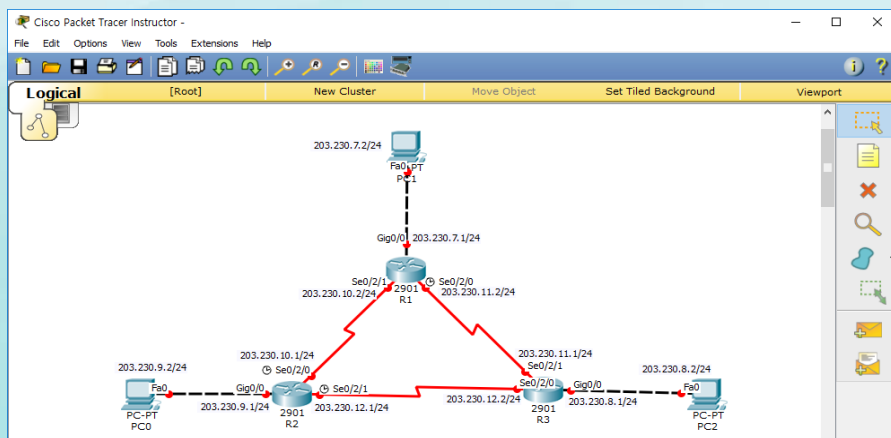 Cisco Packet Tracer Instructor -
File Edit Options View Tools Extensions Help
Logical [Root] New Cluster Move Object Set Tiled Background Viewport
203.230.7.2/24
Fa0 PT
PC1
Gig0/0 203.230.7.1/24
Se0/2/1 Se0/2/0
203.230.10.2/24 2901 203.230.11.2/24
R1
203.230.10.1/24 203.230.11.1/24
Se0/2/0 Se0/2/1
203.230.9.2/24 203.230.8.2/24
Fa0 Gig0/0 Se0/2/1 Se0/2/0 Gig0/0 Fa0
203.230.9.1/24 203.230.12.1/24 203.230.12.2/24 203.230.8.1/24
PC-PT 2901 2901 PC-PT
PC0 R2 R3 PC2